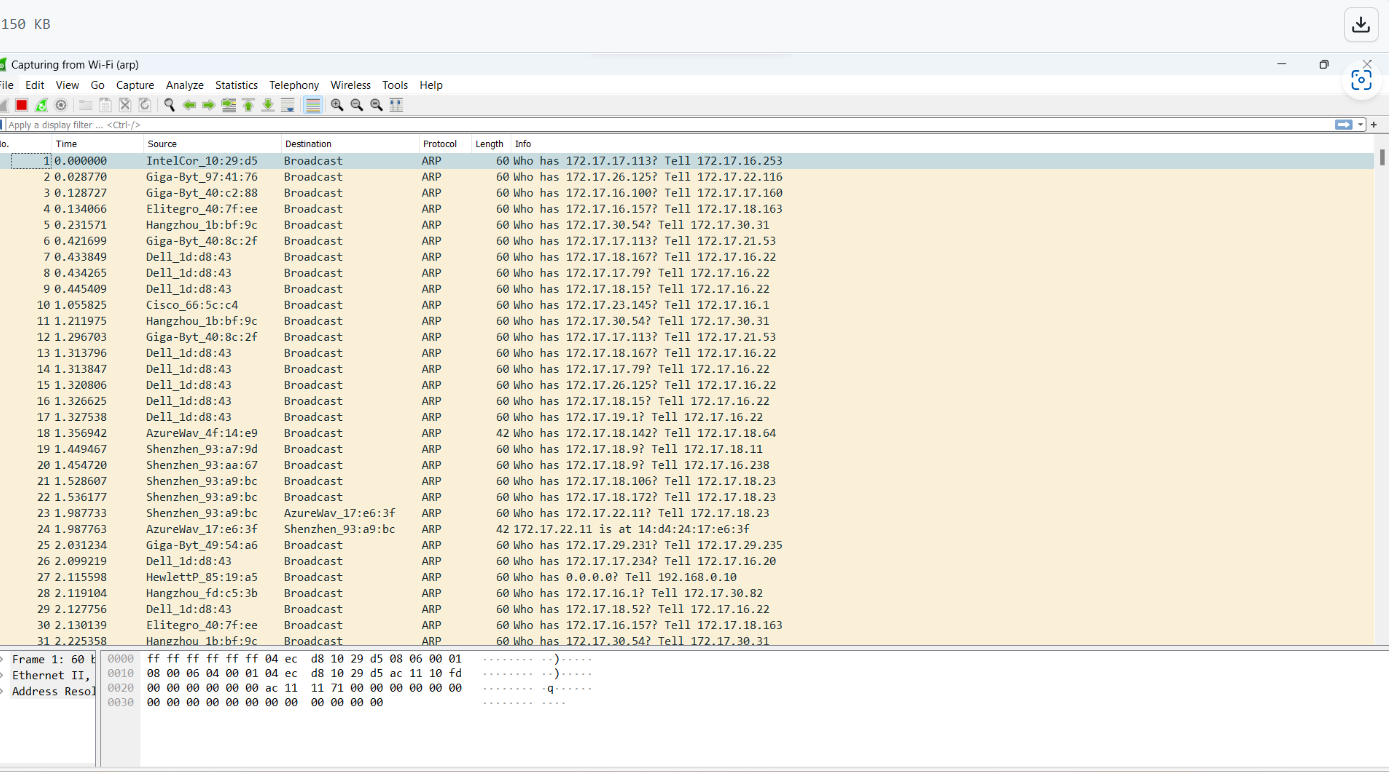 150 KB
Capturing from Wi-Fi (arp)
File Edit View Go Capture Analyze Statistics Telephony Wireless Tools Help
Apply a display filter ... <Ctrl-/>
No. Time Source Destination Protocol Length Info
1 0.000000 IntelCor_10:29:d5 Broadcast ARP 60 Who has 172.17.17.113? Tell 172.17.16.253
2 0.028770 Giga-Byt_97:41:76 Broadcast ARP 60 Who has 172.17.26.125? Tell 172.17.22.116
3 0.128727 Giga-Byt_40:c2:88 Broadcast ARP 60 Who has 172.17.16.100? Tell 172.17.17.160
4 0.134066 Elitegro_40:7f:ee Broadcast ARP 60 Who has 172.17.16.157? Tell 172.17.18.163
5 0.231571 Hangzhou_1b:bf:9c Broadcast ARP 60 Who has 172.17.30.54? Tell 172.17.30.31
6 0.421699 Giga-Byt_40:8c:2f Broadcast ARP 60 Who has 172.17.17.113? Tell 172.17.21.53
7 0.433849 Dell_1d:d8:43 Broadcast ARP 60 Who has 172.17.18.167? Tell 172.17.16.22
8 0.434265 Dell_1d:d8:43 Broadcast ARP 60 Who has 172.17.17.79? Tell 172.17.16.22
9 0.445409 Dell_1d:d8:43 Broadcast ARP 60 Who has 172.17.18.15? Tell 172.17.16.22
10 1.055825 Cisco_66:5c:c4 Broadcast ARP 60 Who has 172.17.23.145? Tell 172.17.16.1
11 1.211975 Hangzhou_1b:bf:9c Broadcast ARP 60 Who has 172.17.30.54? Tell 172.17.30.31
12 1.296703 Giga-Byt_40:8c:2f Broadcast ARP 60 Who has 172.17.17.113? Tell 172.17.21.53
13 1.313796 Dell_1d:d8:43 Broadcast ARP 60 Who has 172.17.18.167? Tell 172.17.16.22
14 1.313847 Dell_1d:d8:43 Broadcast ARP 60 Who has 172.17.17.79? Tell 172.17.16.22
15 1.320806 Dell_1d:d8:43 Broadcast ARP 60 Who has 172.17.26.125? Tell 172.17.16.22
16 1.326625 Dell_1d:d8:43 Broadcast ARP 60 Who has 172.17.18.15? Tell 172.17.16.22
17 1.327538 Dell_1d:d8:43 Broadcast ARP 60 Who has 172.17.19.1? Tell 172.17.16.22
18 1.356942 AzureWav_4f:14:e9 Broadcast ARP 42 Who has 172.17.18.142? Tell 172.17.18.64
19 1.449467 Shenzhen_93:a7:9d Broadcast ARP 60 Who has 172.17.18.9? Tell 172.17.18.11
20 1.454720 Shenzhen_93:aa:67 Broadcast ARP 60 Who has 172.17.18.9? Tell 172.17.16.238
21 1.528607 Shenzhen_93:a9:bc Broadcast ARP 60 Who has 172.17.18.106? Tell 172.17.18.23
22 1.536177 Shenzhen_93:a9:bc Broadcast ARP 60 Who has 172.17.18.172? Tell 172.17.18.23
23 1.987733 Shenzhen_93:a9:bc AzureWav_17:e6:3f ARP 60 Who has 172.17.22.11? Tell 172.17.18.23
24 1.987763 AzureWav_17:e6:3f Shenzhen_93:a9:bc ARP 42 172.17.22.11 is at 14:d4:24:17:e6:3f
25 2.031234 Giga-Byt_49:54:a6 Broadcast ARP 60 Who has 172.17.29.231? Tell 172.17.29.235
26 2.099219 Dell_1d:d8:43 Broadcast ARP 60 Who has 172.17.17.234? Tell 172.17.16.20
27 2.115598 HewlettP_85:19:a5 Broadcast ARP 60 Who has 0.0.0.0? Tell 192.168.0.10
28 2.119104 Hangzhou_fd:c5:3b Broadcast ARP 60 Who has 172.17.16.1? Tell 172.17.30.82
29 2.127756 Dell_1d:d8:43 Broadcast ARP 60 Who has 172.17.18.52? Tell 172.17.16.22
30 2.130139 Elitegro_40:7f:ee Broadcast ARP 60 Who has 172.17.16.157? Tell 172.17.18.163
31 2.225358 Hangzhou_1b:bf:9c Broadcast ARP 60 Who has 172.17.30.54? Tell 172.17.30.31
Frame 1: 60 b 0000 ff ff ff ff ff ff 04 ec d8 10 29 d5 08 06 00 01 ········ ··)·····
Ethernet II, 0010 08 00 06 04 00 01 04 ec d8 10 29 d5 ac 11 10 fd ········ ··)·····
Address Resol 0020 00 00 00 00 00 00 ac 11 11 71 00 00 00 00 00 00 ········ ·q······
0030 00 00 00 00 00 00 00 00 00 00 00 00 ········ ····